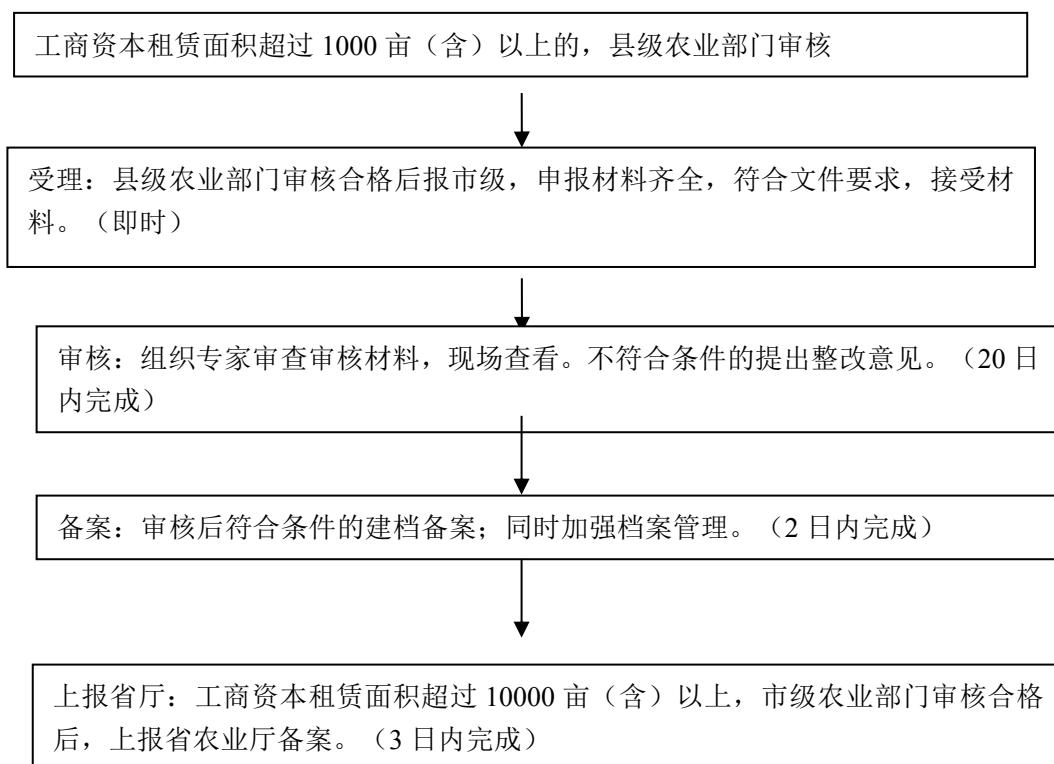 工商资本租赁面积超过 1000 亩（含）以上的，县级农业部门审核
受理：县级农业部门审核合格后报市级，申报材料齐全，符合文件要求，接受材
料。（即时）
审核：组织专家审查审核材料，现场查看。不符合条件的提出整改意见。（20 日
内完成）
备案：审核后符合条件的建档备案；同时加强档案管理。（2 日内完成）
上报省厅：工商资本租赁面积超过 10000 亩（含）以上，市级农业部门审核合格
后，上报省农业厅备案。（3 日内完成）